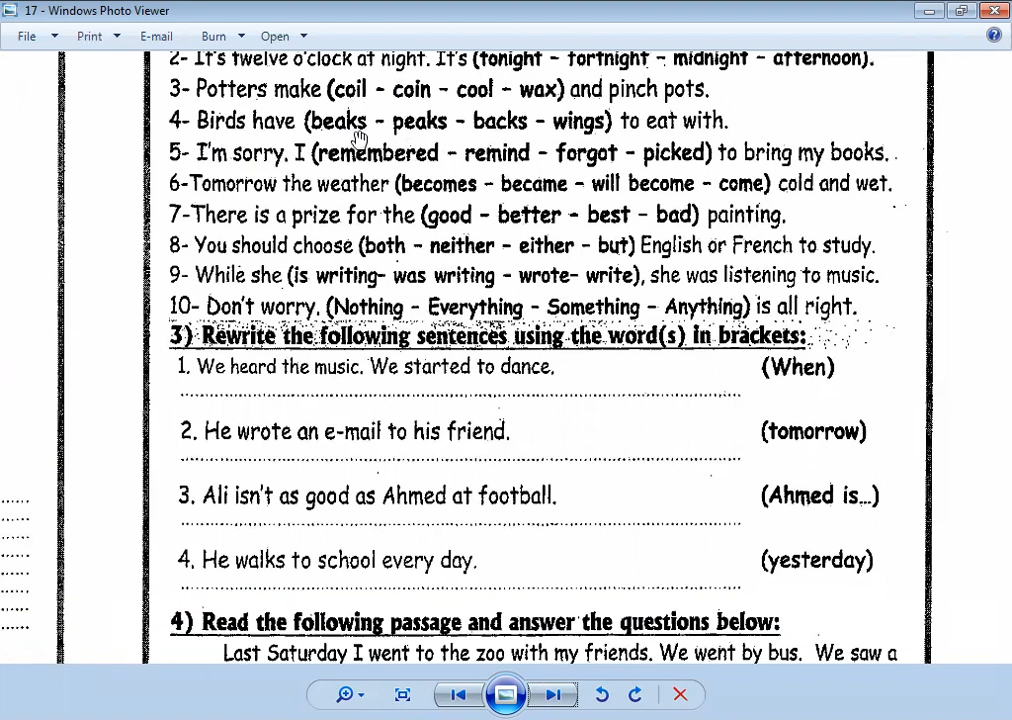 17 - Windows Photo Viewer
File Print E-mail Burn Open
2- It's twelve o'clock at night. It's (tonight - fortnight - midnight - afternoon).
3- Potters make (coil - coin - cool - wax) and pinch pots.
4- Birds have (beaks - peaks - backs - wings) to eat with.
5- I'm sorry. I (remembered - remind - forgot - picked) to bring my books.
6-Tomorrow the weather (becomes - became - will become - come) cold and wet.
7-There is a prize for the (good - better - best - bad) painting.
8- You should choose (both - neither - either - but) English or French to study.
9- While she (is writing- was writing - wrote- write), she was listening to music.
10- Don't worry. (Nothing - Everything - Something - Anything) is all right.
3) Rewrite the following sentences using the word(s) in brackets:
1. We heard the music. We started to dance. (When)
2. He wrote an e-mail to his friend. (tomorrow)
3. Ali isn't as good as Ahmed at football. (Ahmed is...)
4. He walks to school every day. (yesterday)
4) Read the following passage and answer the questions below:
Last Saturday I went to the zoo with my friends. We went by bus. We saw a